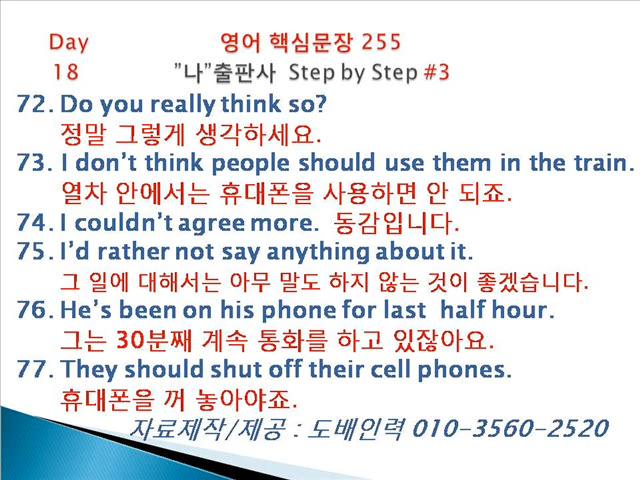 Day 영어 핵심문장 255
18 "나"출판사 Step by Step #3
72. Do you really think so?
정말 그렇게 생각하세요.
73. I don't think people should use them in the train.
열차 안에서는 휴대폰을 사용하면 안 되죠.
74. I couldn't agree more. 동감입니다.
75. I'd rather not say anything about it.
그 일에 대해서는 아무 말도 하지 않는 것이 좋겠습니다.
76. He's been on his phone for last half hour.
그는 30분째 계속 통화를 하고 있잖아요.
77. They should shut off their cell phones.
휴대폰을 꺼 놓아야죠.
자료제작/제공 : 도배인력 010-3560-2520